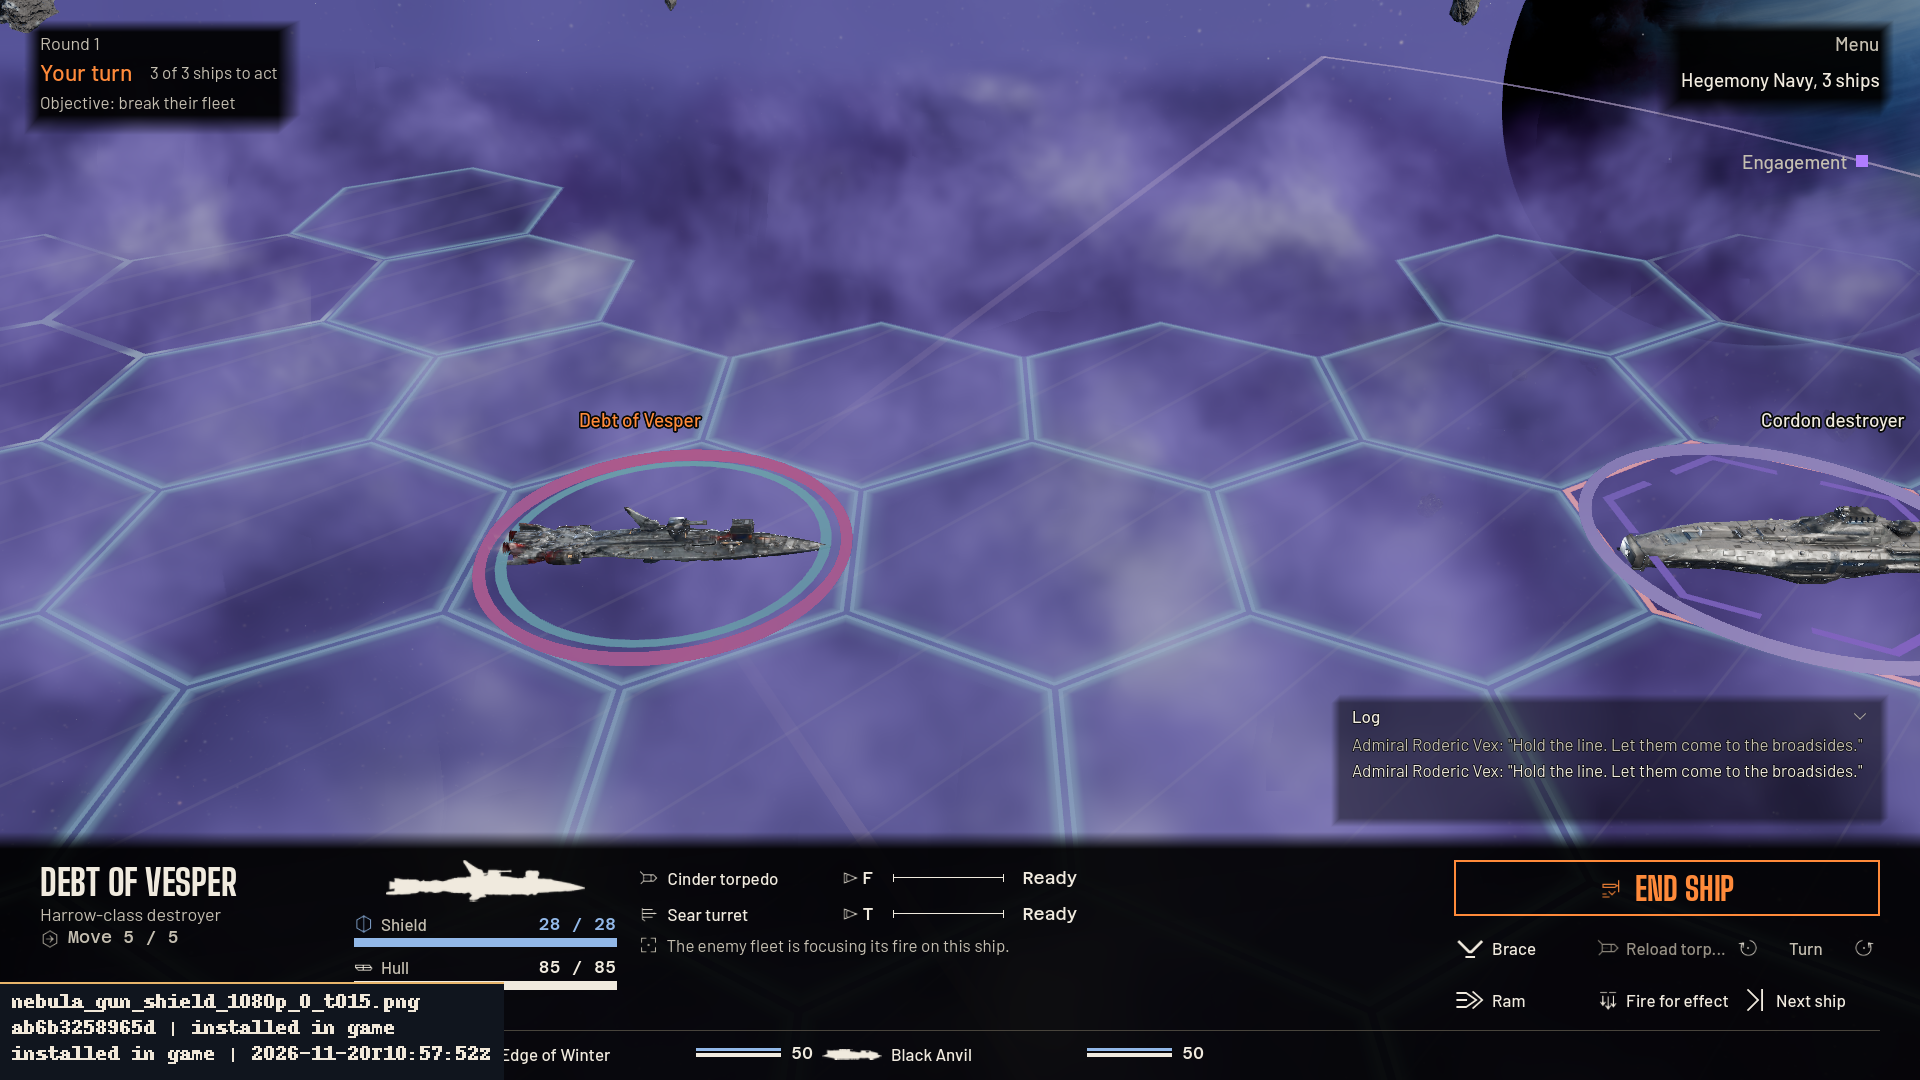 Round 1
Your turn 3 of 3 ships to act
Objective: break their fleet
Menu
Hegemony Navy, 3 ships
Engagement
Debt of Vesper
Cordon destroyer
Log
Admiral Roderic Vex: "Hold the line. Let them come to the broadsides."
Admiral Roderic Vex: "Hold the line. Let them come to the broadsides."
DEBT OF VESPER
Harrow-class destroyer
Move 5 / 5
Shield 28 / 28
Hull 85 / 85
Cinder torpedo F Ready
Sear turret T Ready
The enemy fleet is focusing its fire on this ship.
END SHIP
Brace Reload torp... Turn
Ram Fire for effect Next ship
nebula_gun_shield_1080p_0_t015.png
ab6b3258965d | installed in game
installed in game | 2026-11-20T10:57:52Z
Edge of Winter 50 Black Anvil 50